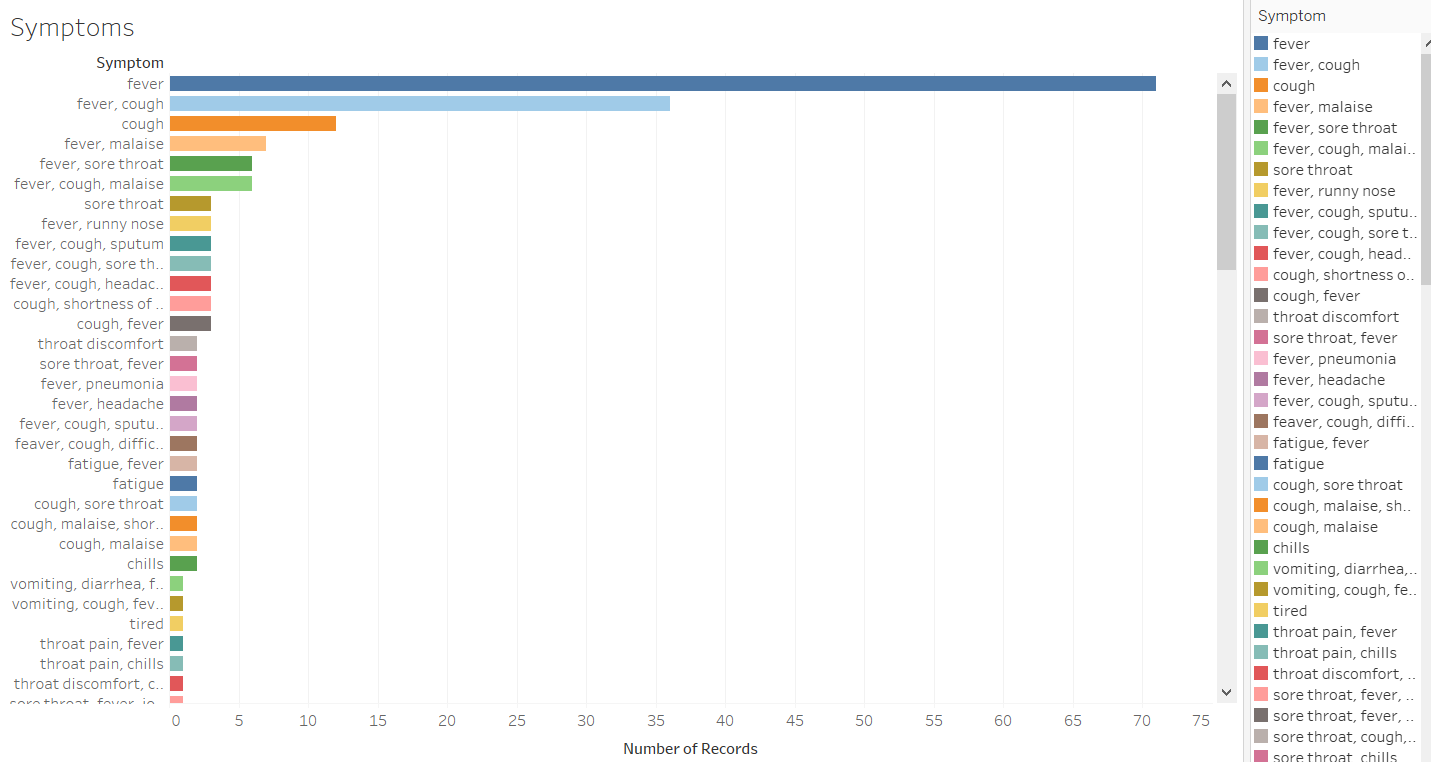 Symptoms
Symptom
fever
fever, cough
cough
fever, malaise
fever, sore throat
fever, cough, malaise
sore throat
fever, runny nose
fever, cough, sputum
fever, cough, sore th..
fever, cough, headac..
cough, shortness of ..
cough, fever
throat discomfort
sore throat, fever
fever, pneumonia
fever, headache
fever, cough, sputu..
feaver, cough, diffic..
fatigue, fever
fatigue
cough, sore throat
cough, malaise, shor..
cough, malaise
chills
vomiting, diarrhea, f..
vomiting, cough, fev..
tired
throat pain, fever
throat pain, chills
throat discomfort, c..
sore throat, fever, jo..
0 5 10 15 20 25 30 35 40 45 50 55 60 65 70 75
Number of Records
Symptom
fever
fever, cough
cough
fever, malaise
fever, sore throat
fever, cough, malai..
sore throat
fever, runny nose
fever, cough, sputu..
fever, cough, sore t..
fever, cough, head..
cough, shortness o..
cough, fever
throat discomfort
sore throat, fever
fever, pneumonia
fever, headache
fever, cough, sputu..
feaver, cough, diffi..
fatigue, fever
fatigue
cough, sore throat
cough, malaise, sh..
cough, malaise
chills
vomiting, diarrhea,..
vomiting, cough, fe..
tired
throat pain, fever
throat pain, chills
throat discomfort, ..
sore throat, fever, ..
sore throat, fever, ..
sore throat, cough,..
sore throat, chills